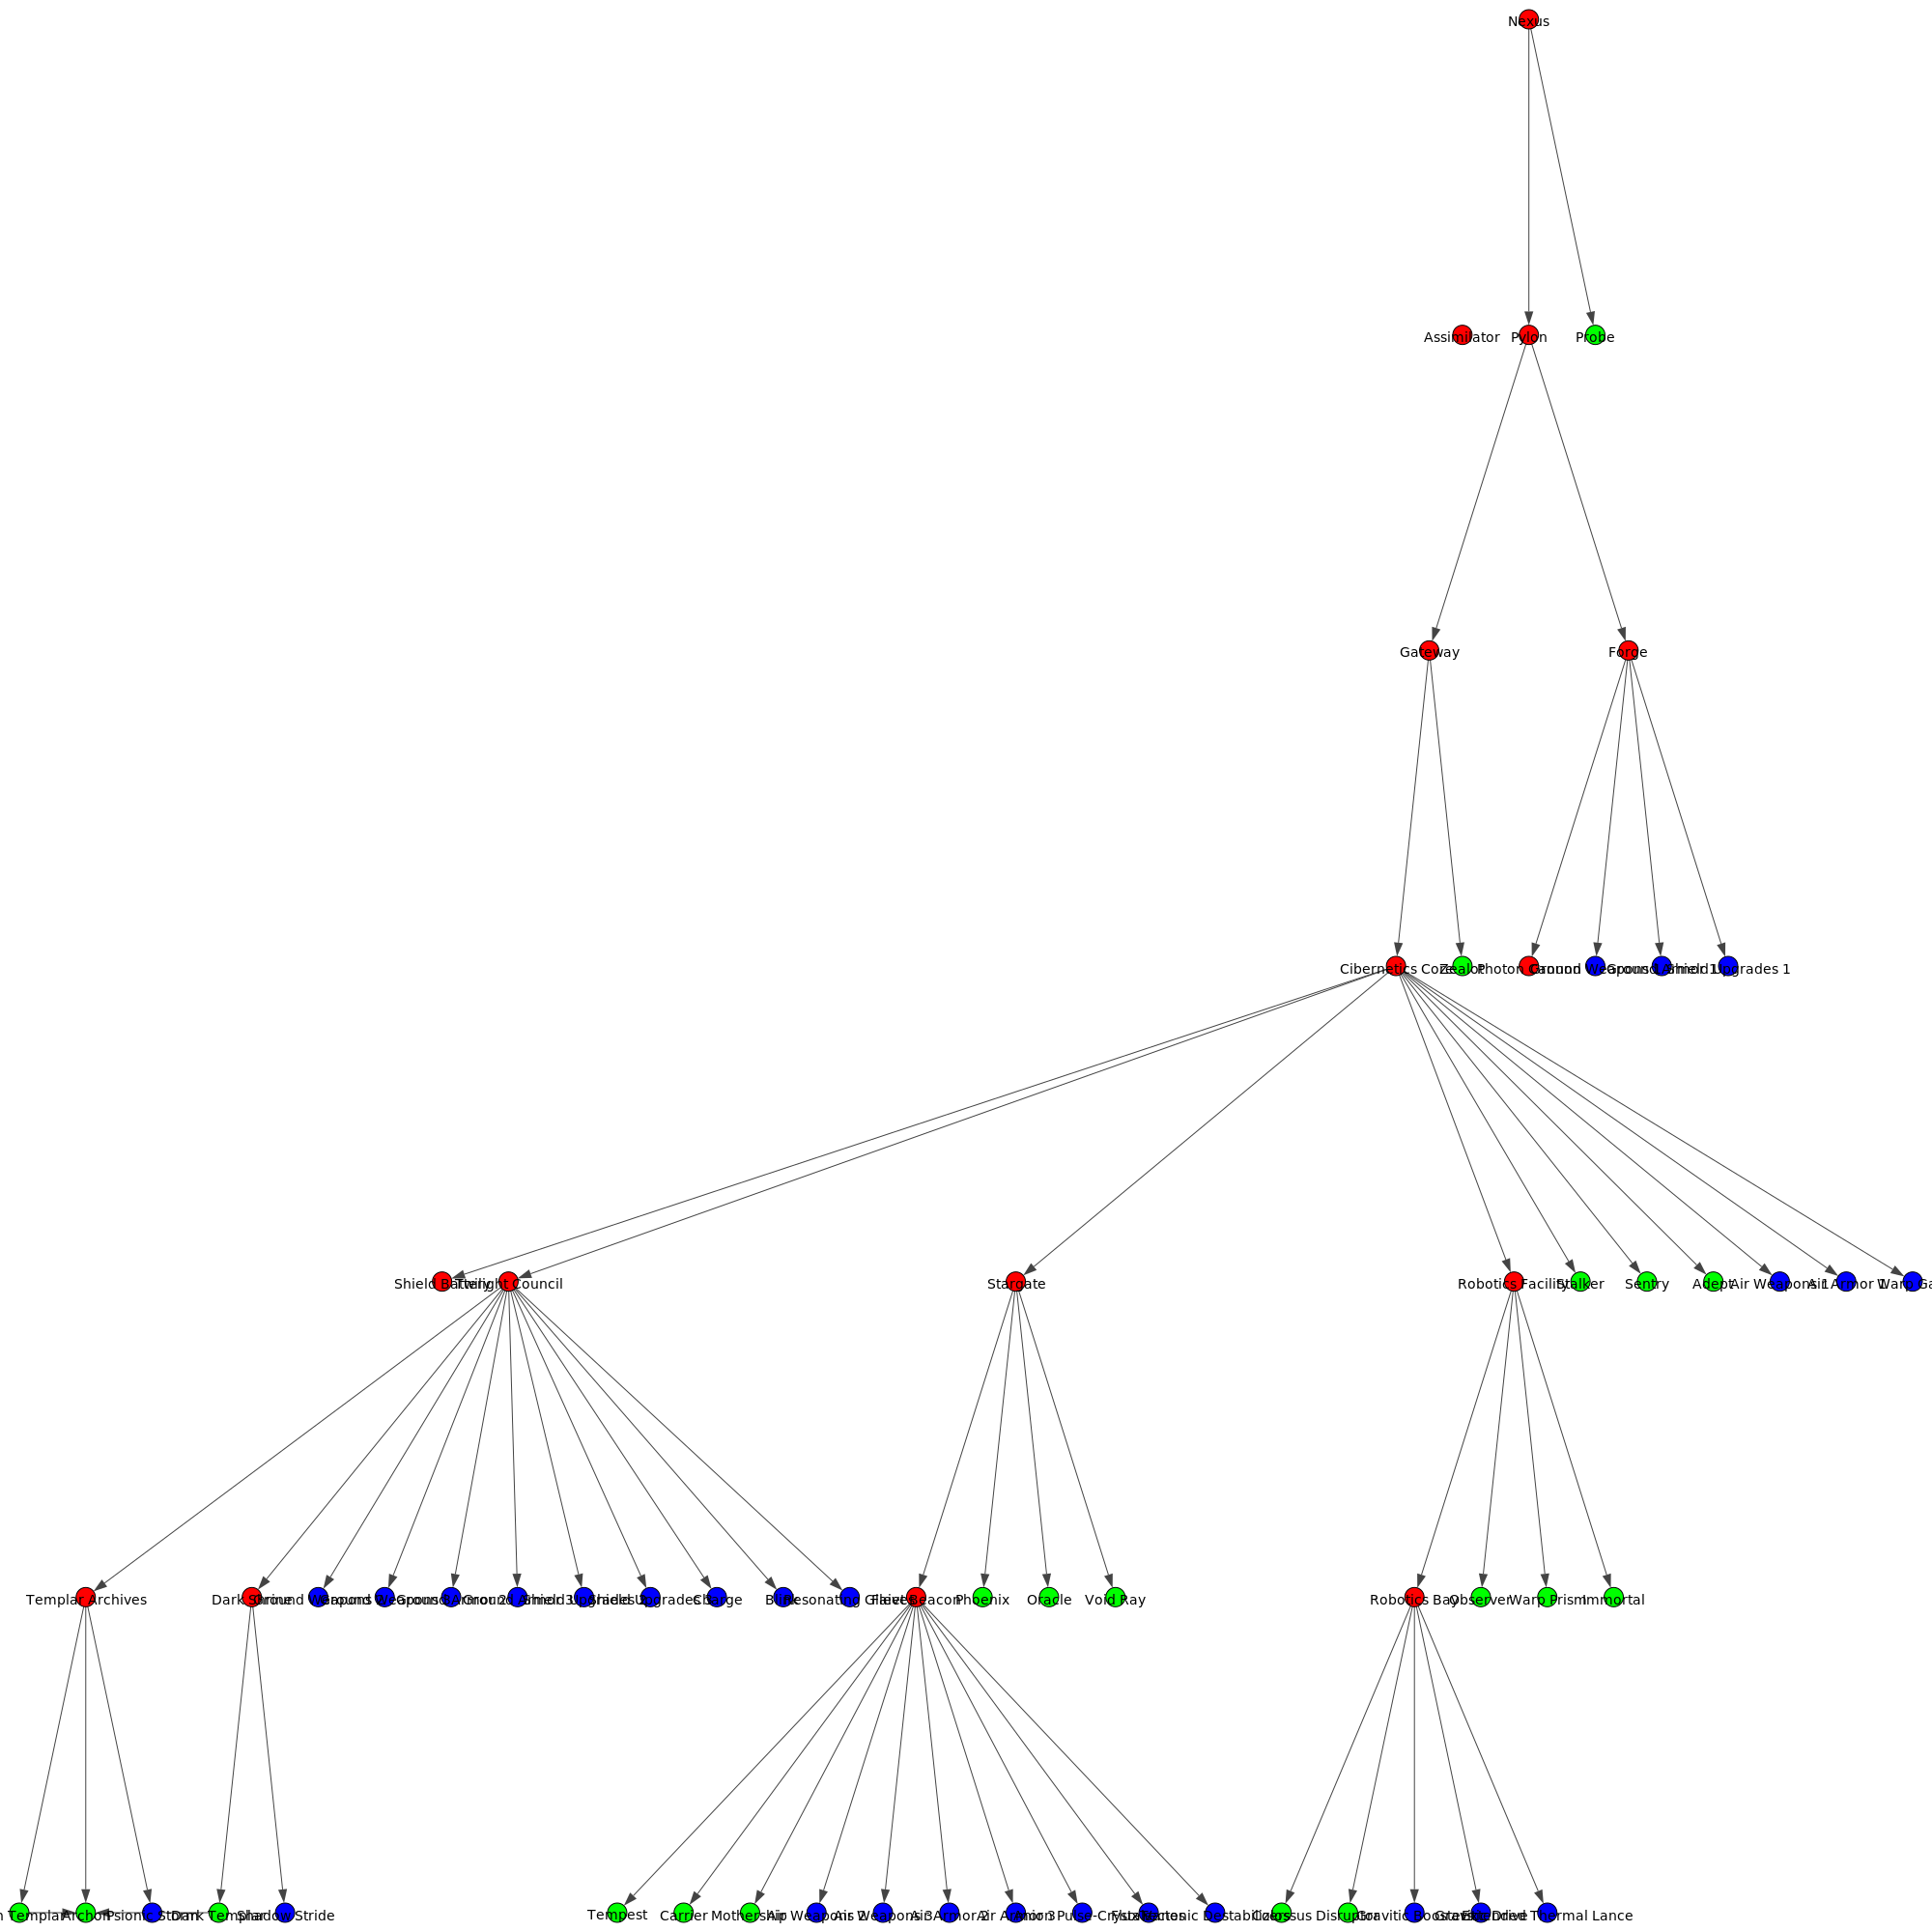 Nexus
Assimilator
Pylon
Probe
Gateway
Forge
Cibernetics Core
Zealot
Photon Cannon
Ground Weapons 1
Ground Armor 1
Shield Upgrades 1
Shield Battery
Twilight Council
Stargate
Robotics Facility
Stalker
Sentry
Adept
Air Weapons 1
Air Armor 1
Warp Ga
Templar Archives
Dark Shrine
Ground Weapons 2
Ground Weapons 3
Ground Armor 2
Ground Armor 3
Shield Upgrades 2
Shield Upgrades 3
Charge
Blink
Resonating Glaives
Fleet Beacon
Phoenix
Oracle
Void Ray
Robotics Bay
Observer
Warp Prism
Immortal
h Templar
Archon
Psionic Storm
Dark Templar
Shadow Stride
Tempest
Carrier
Mothership
Air Weapons 2
Air Weapons 3
Air Armor 2
Air Armor 3
Anion Pulse-Crystals
Flux Vanes
Tectonic Destabilizers
Colossus
Disruptor
Gravitic Boosters
Gravitic Drive
Extended Thermal Lance